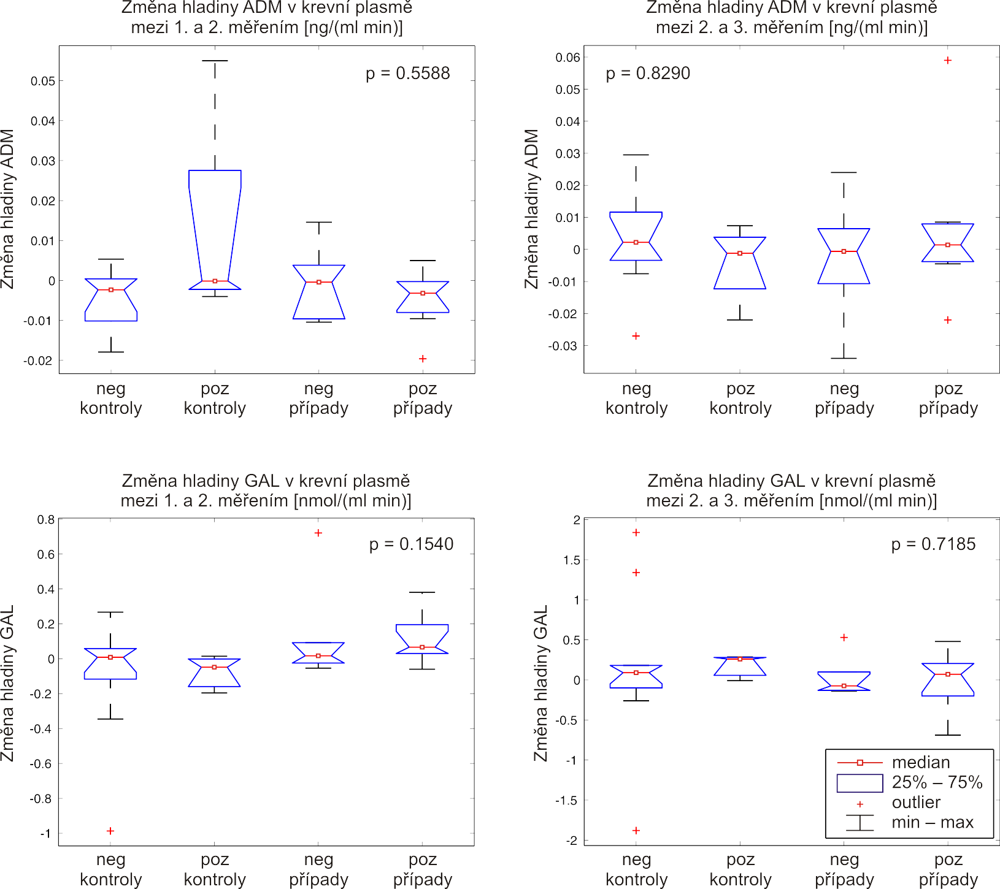 Změna hladiny ADM v krevní plasmě
mezi 1. a 2. měřením [ng/(ml min)]
p = 0.5588
Změna hladiny ADM
0.05
0.04
0.03
0.02
0.01
0
-0.01
-0.02
neg
kontroly
poz
kontroly
neg
případy
poz
případy
Změna hladiny ADM v krevní plasmě
mezi 2. a 3. měřením [ng/(ml min)]
p = 0.8290
Změna hladiny ADM
0.06
0.05
0.04
0.03
0.02
0.01
0
-0.01
-0.02
-0.03
neg
kontroly
poz
kontroly
neg
případy
poz
případy
Změna hladiny GAL v krevní plasmě
mezi 1. a 2. měřením [nmol/(ml min)]
p = 0.1540
Změna hladiny GAL
0.8
0.6
0.4
0.2
0
-0.2
-0.4
-0.6
-0.8
-1
neg
kontroly
poz
kontroly
neg
případy
poz
případy
Změna hladiny GAL v krevní plasmě
mezi 2. a 3. měřením [nmol/(ml min)]
p = 0.7185
Změna hladiny GAL
2
1.5
1
0.5
0
-0.5
-1
-1.5
-2
median
25% – 75%
outlier
min – max
neg
kontroly
poz
kontroly
neg
případy
poz
případy